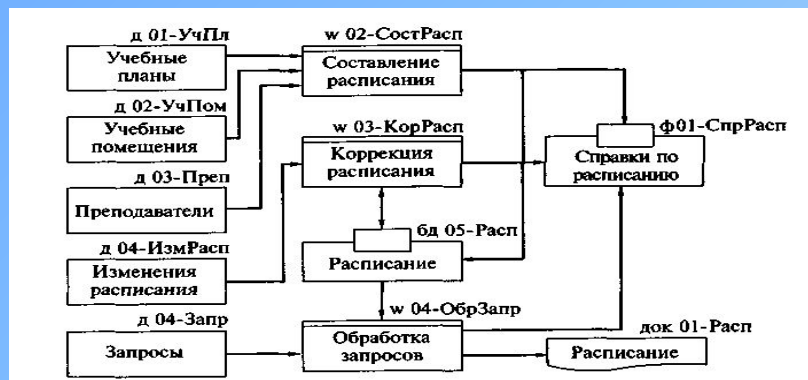 д 01-УчПл
Учебные
планы
w 02-СостРасп
Составление
расписания
д 02-УчПом
Учебные
помещения
w 03-КорРасп
Коррекция
расписания
ф01-СпрРасп
Справки по
расписанию
д 03-Преп
Преподаватели
бд 05-Расп
Расписание
д 04-ИзмРасп
Изменения
расписания
w 04-ОбрЗапр
Обработка
запросов
д 04-Запр
Запросы
док 01-Расп
Расписание